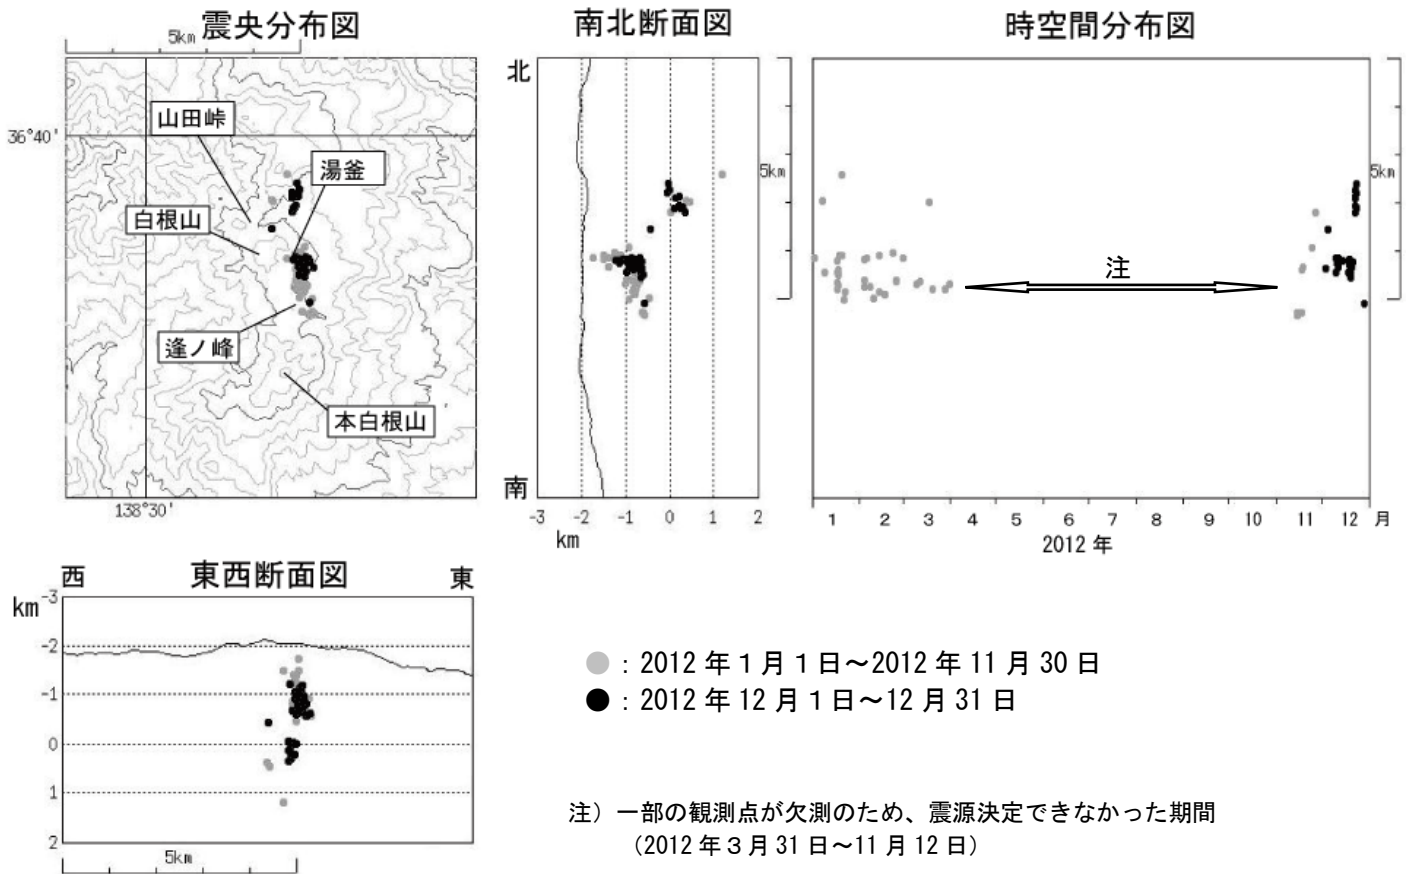 震央分布図
5km
36°40'
山田峠
湯釜
白根山
逢ノ峰
本白根山
138°30'
南北断面図
北
南
5km
-3 -2 -1 0 1 2
km
時空間分布図
5km
注
1 2 3 4 5 6 7 8 9 10 11 12 月
2012 年
東西断面図
西 東
km
-3
-2
-1
0
1
2
5km
：2012 年 1 月 1 日～2012 年 11 月 30 日
：2012 年 12 月 1 日～12 月 31 日
注）一部の観測点が欠測のため、震源決定できなかった期間
（2012 年３月 31 日～11 月 12 日）